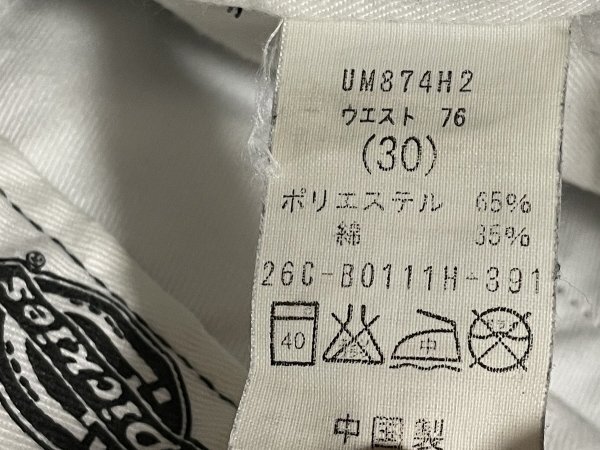 UM874H2
ウエスト 76
(30)
ポリエステル 65%
綿 35%
26C-B0111H-391
40
中
中国製
Dickies
®